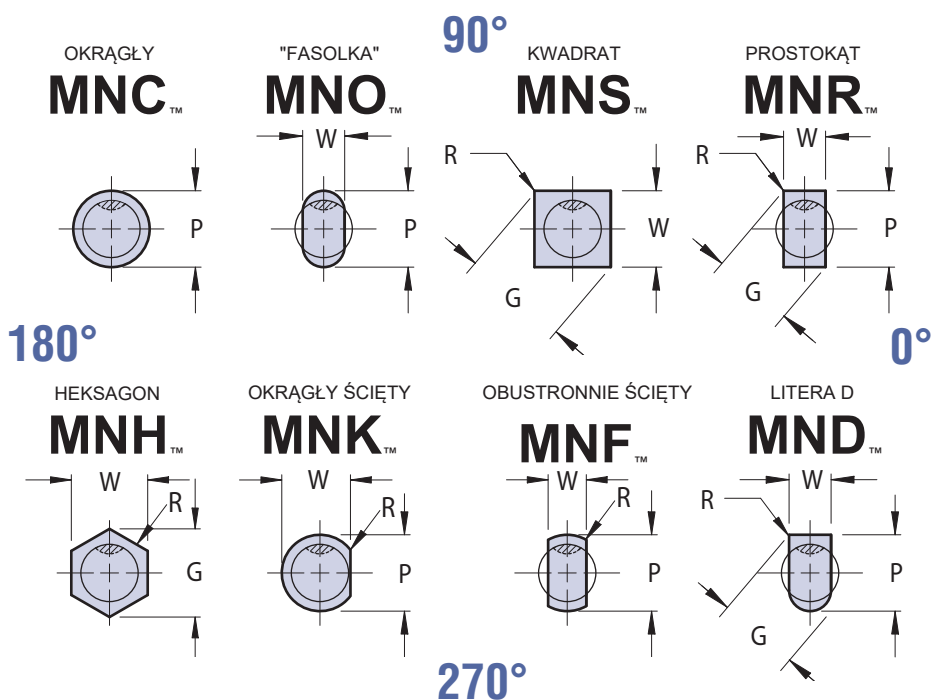 90°
OKRĄGŁY
"FASOLKA"
KWADRAT
PROSTOKĄT
MNC™
MNO™
MNS™
MNR™
P
W
P
R
W
G
R
W
P
G
180°
0°
HEKSAGON
OKRĄGŁY ŚCIĘTY
OBUSTRONNIE ŚCIĘTY
LITERA D
MNH™
MNK™
MNF™
MND™
W
R
G
W
R
P
W
R
P
R
W
P
G
270°